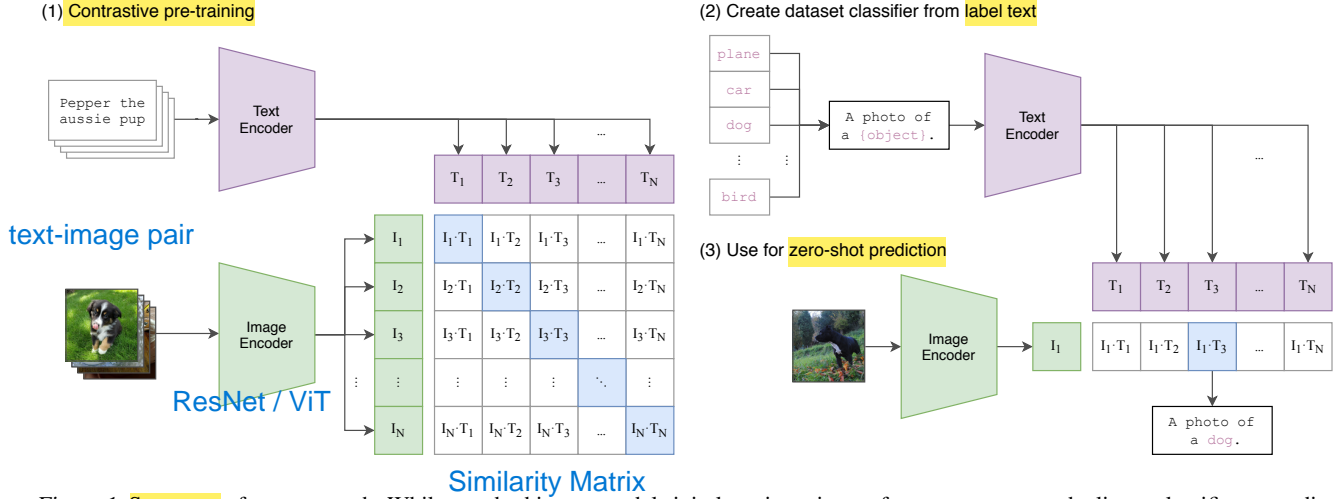 (1) Contrastive pre-training
Pepper the
aussie pup
Text
Encoder
...
T1 T2 T3 ... TN
text-image pair
Image
Encoder
ResNet / ViT
I1 I1·T1 I1·T2 I1·T3 ... I1·TN
I2 I2·T1 I2·T2 I2·T3 ... I2·TN
I3 I3·T1 I3·T2 I3·T3 ... I3·TN
⋮ ⋮ ⋮ ⋮ ⋮ ⋱ ⋮
IN IN·T1 IN·T2 IN·T3 ... IN·TN
Similarity Matrix
(2) Create dataset classifier from label text
plane
car
dog
⋮ ⋮
bird
A photo of
a {object}.
Text
Encoder
...
(3) Use for zero-shot prediction
T1 T2 T3 ... TN
Image
Encoder
I1 I1·T1 I1·T2 I1·T3 ... I1·TN
A photo of
a dog.